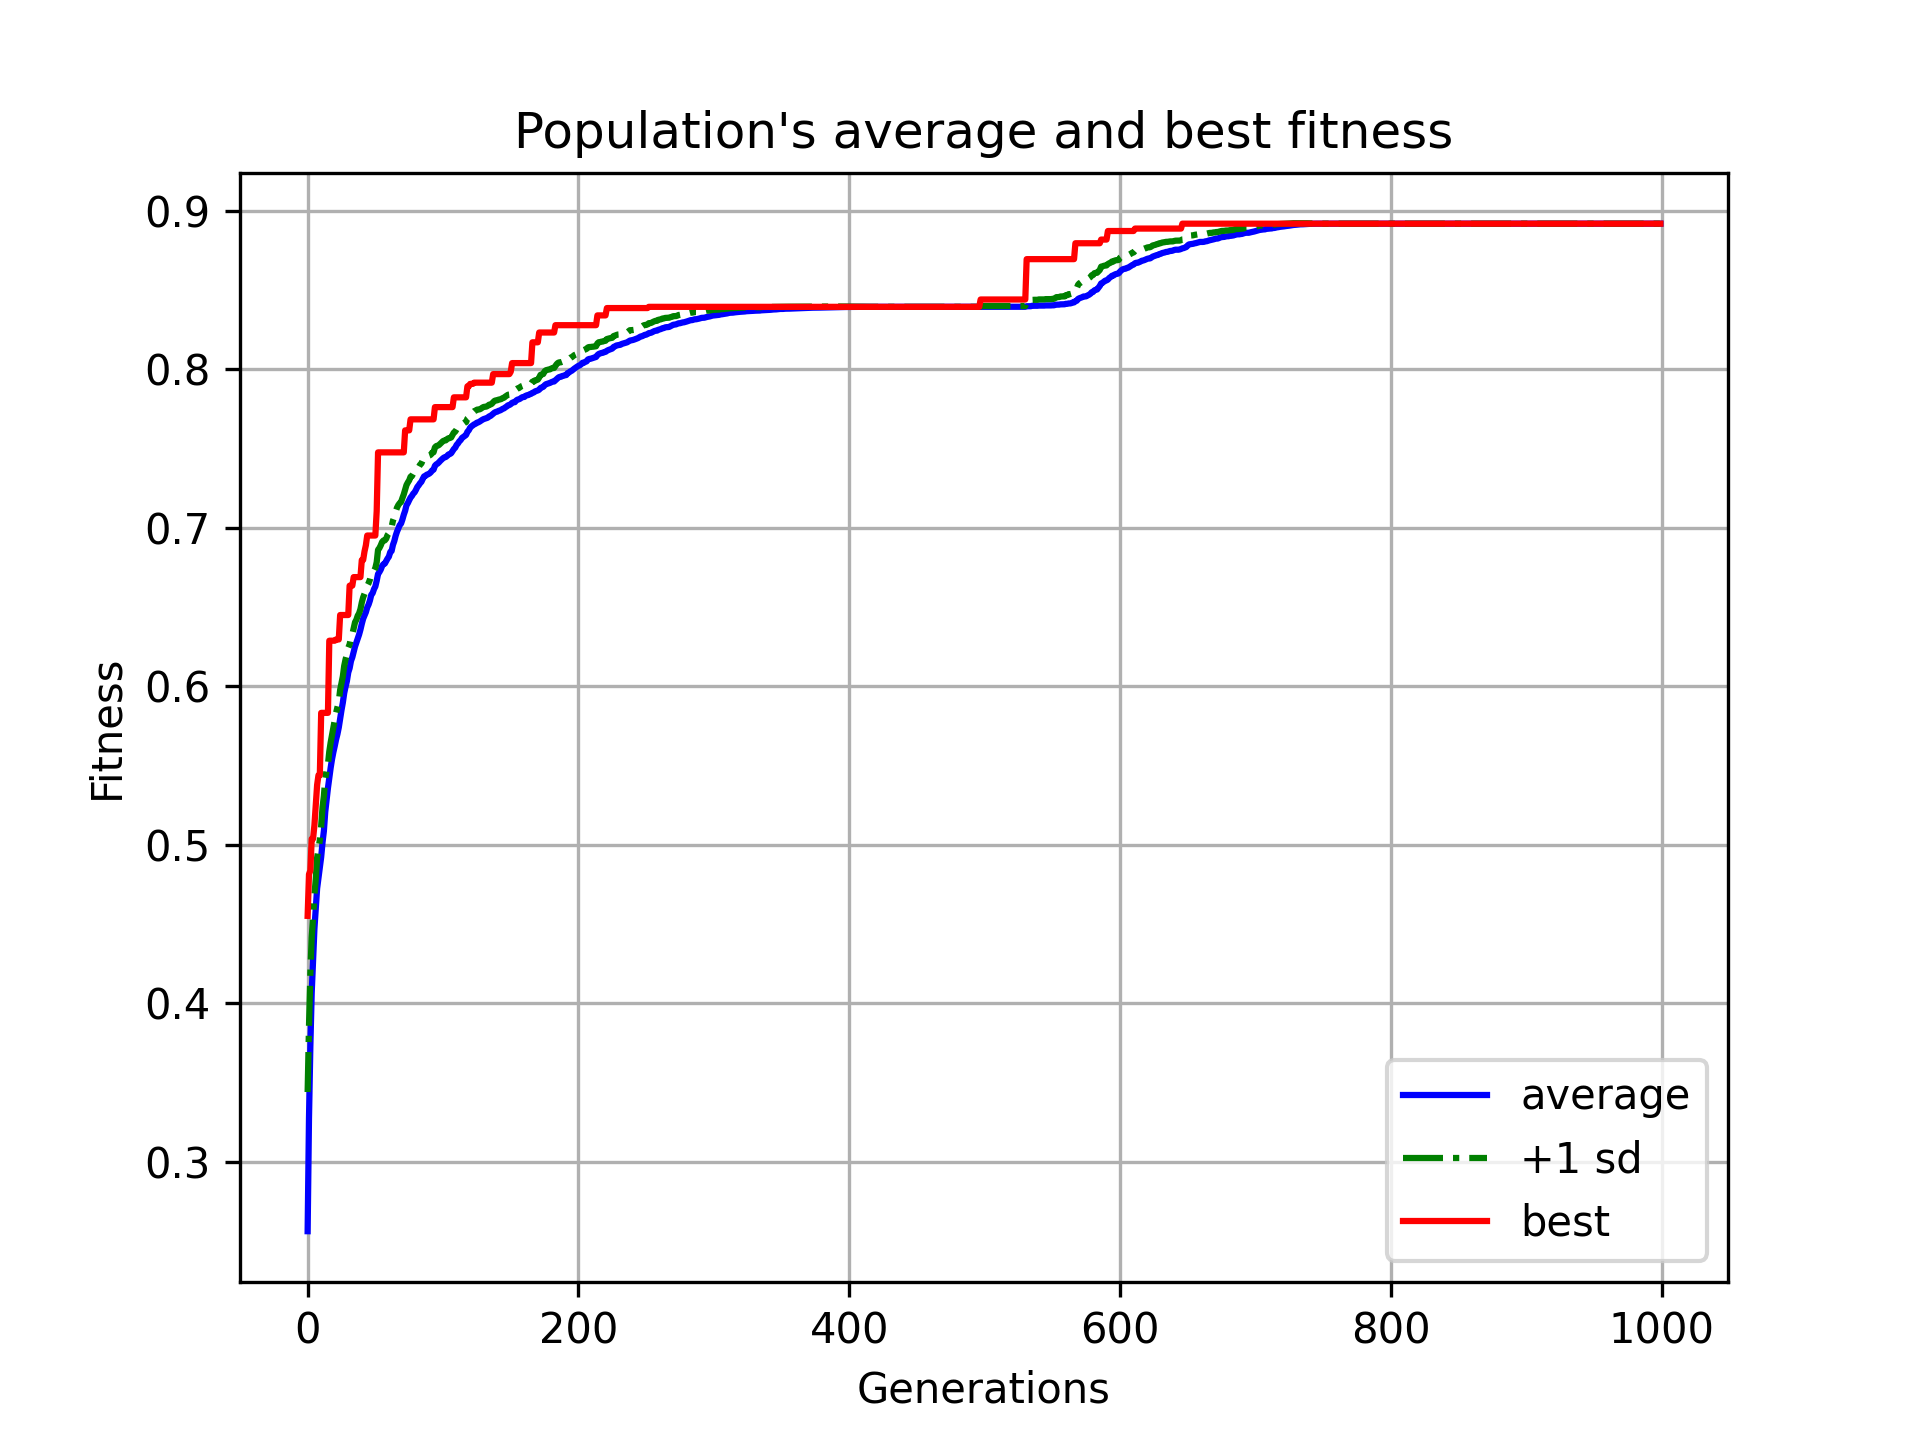 Population's average and best fitness
0.9
0.8
0.7
0.6
0.5
0.4
0.3
Fitness
0 200 400 600 800 1000
Generations
average
+1 sd
best